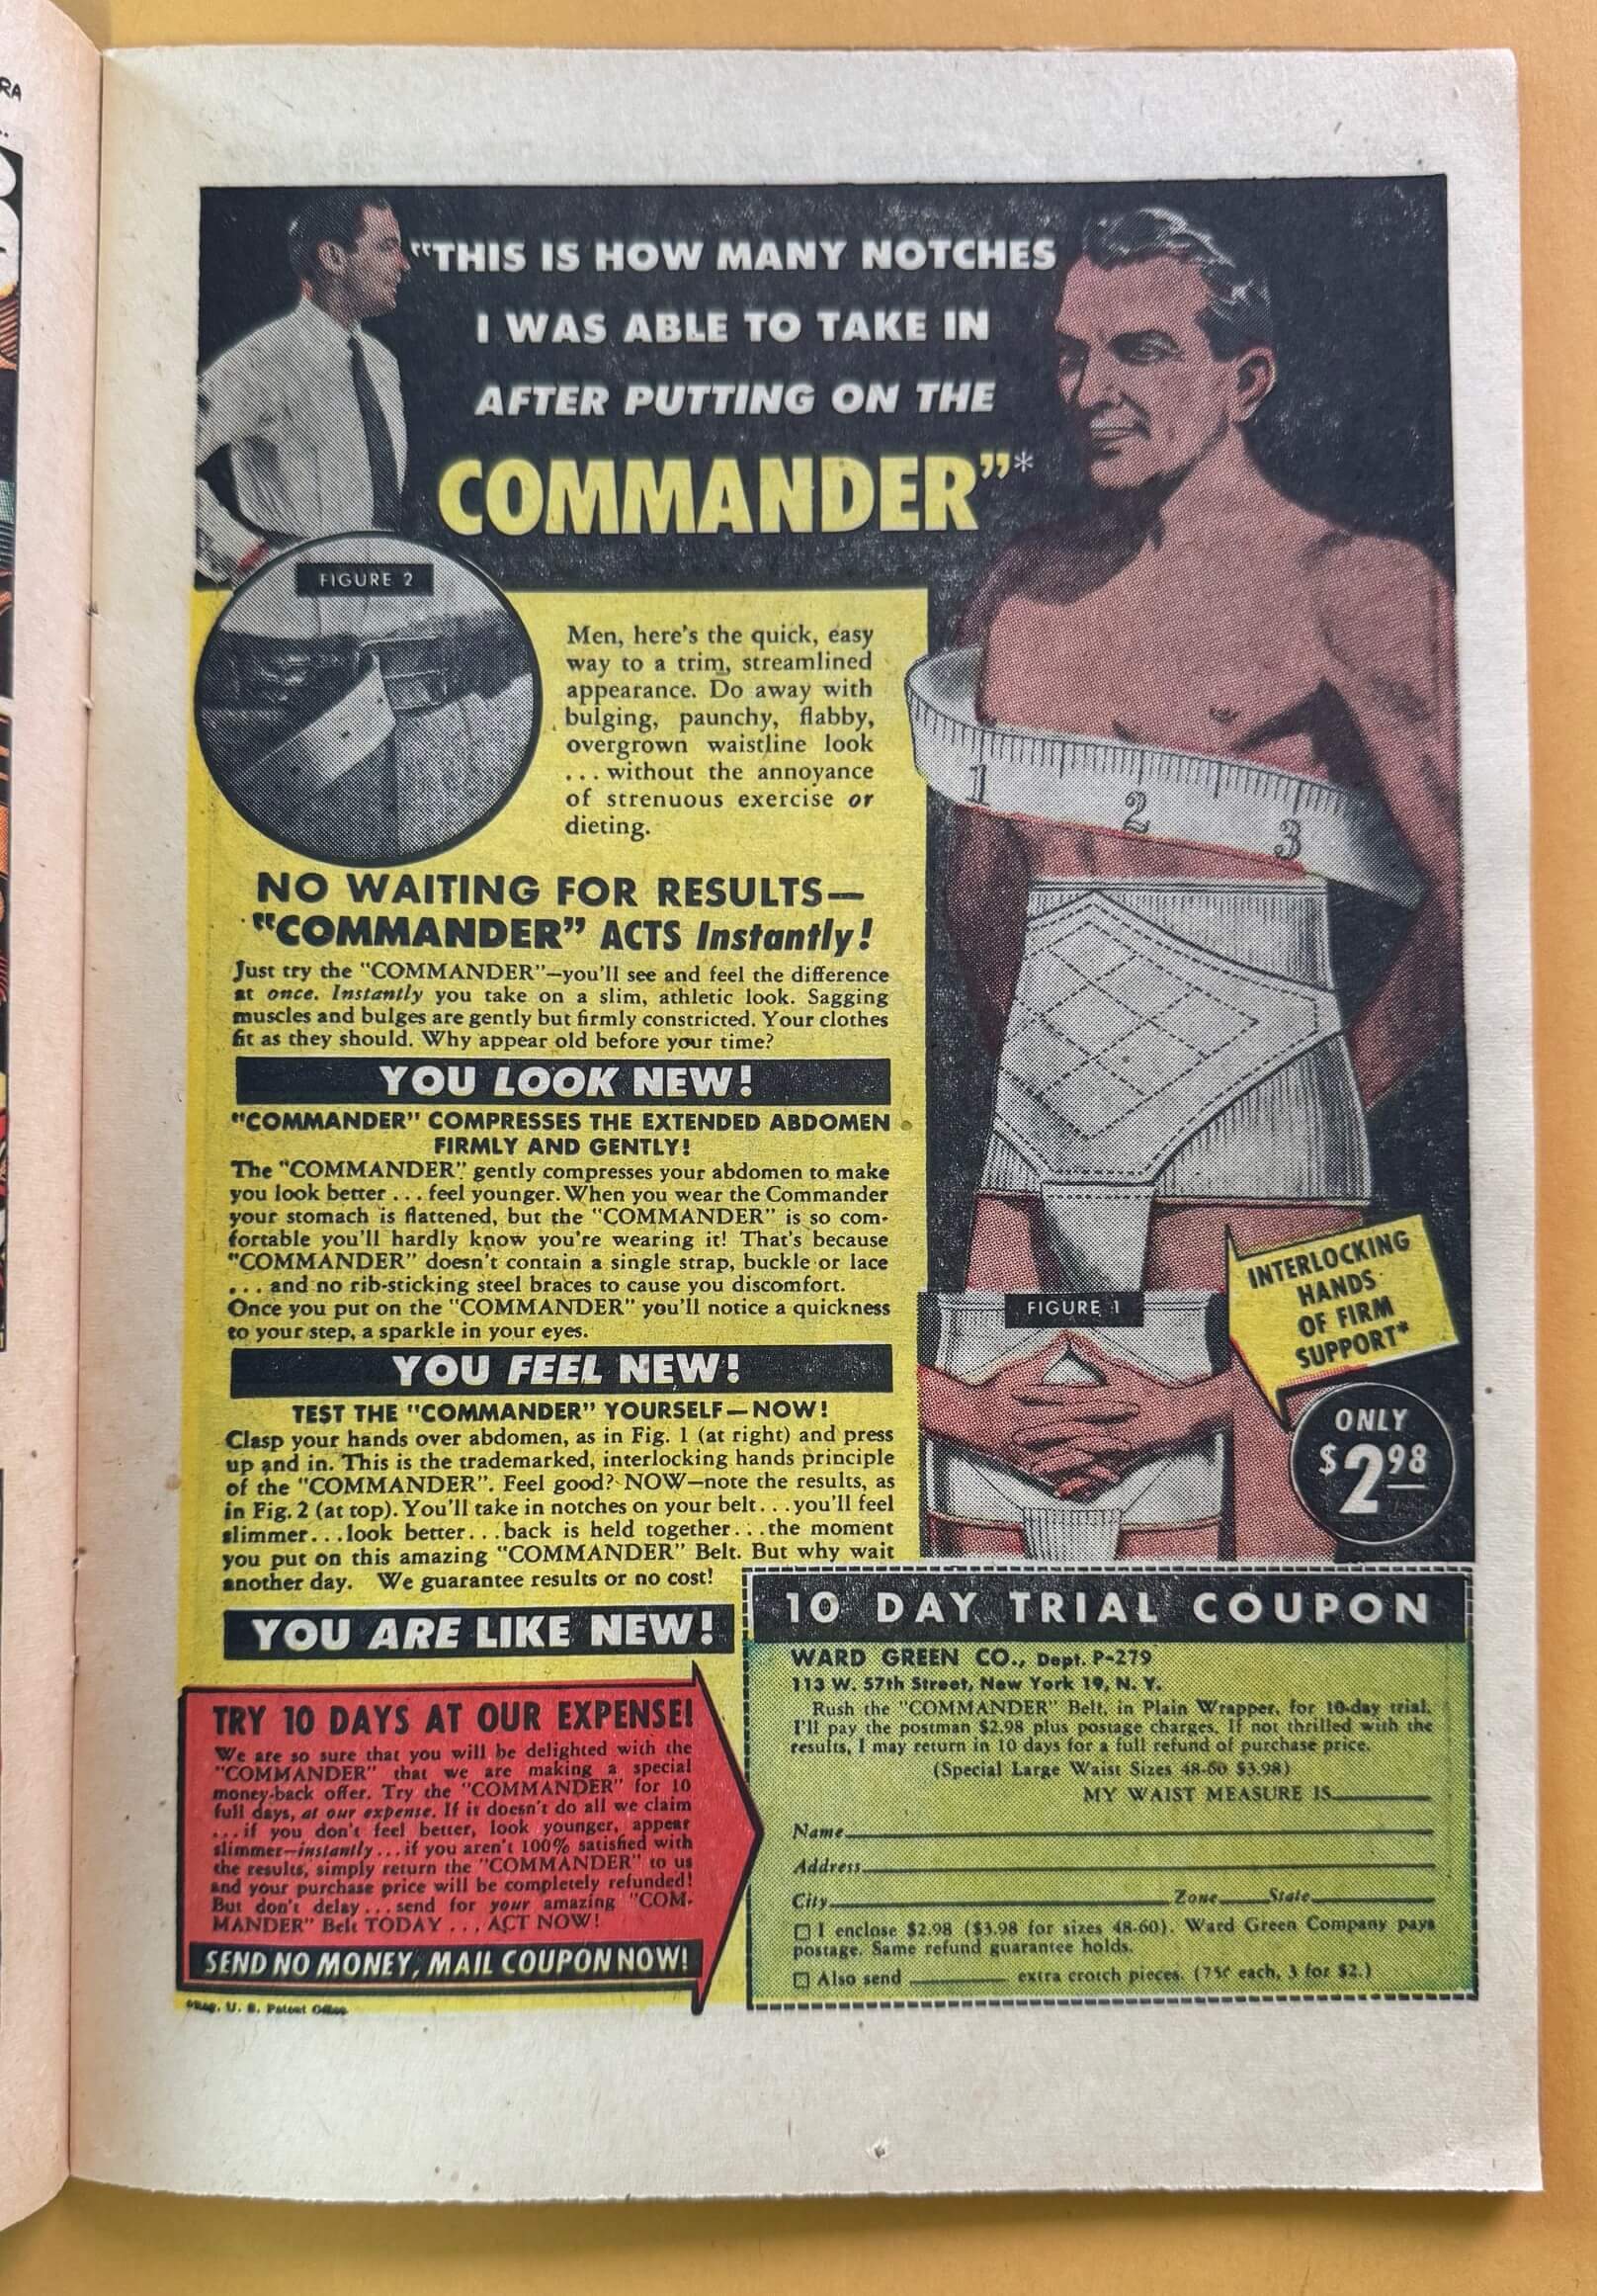 RA
"THIS IS HOW MANY NOTCHES
I WAS ABLE TO TAKE IN
AFTER PUTTING ON THE
COMMANDER"*
FIGURE 2
Men, here's the quick, easy
way to a trim, streamlined
appearance. Do away with
bulging, paunchy, flabby,
overgrown waistline look
... without the annoyance
of strenuous exercise or
dieting.
1
2
3
NO WAITING FOR RESULTS—
"COMMANDER" ACTS Instantly!
Just try the "COMMANDER"—you'll see and feel the difference
at once. Instantly you take on a slim, athletic look. Sagging
muscles and bulges are gently but firmly constricted. Your clothes
fit as they should. Why appear old before your time?
YOU LOOK NEW!
"COMMANDER" COMPRESSES THE EXTENDED ABDOMEN
FIRMLY AND GENTLY!
The "COMMANDER" gently compresses your abdomen to make
you look better ... feel younger. When you wear the Commander
your stomach is flattened, but the "COMMANDER" is so com-
fortable you'll hardly know you're wearing it! That's because
"COMMANDER" doesn't contain a single strap, buckle or lace
... and no rib-sticking steel braces to cause you discomfort.
Once you put on the "COMMANDER" you'll notice a quickness
to your step, a sparkle in your eyes.
YOU FEEL NEW!
TEST THE "COMMANDER" YOURSELF—NOW!
Clasp your hands over abdomen, as in Fig. 1 (at right) and press
up and in. This is the trademarked, interlocking hands principle
of the "COMMANDER". Feel good? NOW—note the results, as
in Fig. 2 (at top). You'll take in notches on your belt...you'll feel
slimmer...look better...back is held together...the moment
you put on this amazing "COMMANDER" Belt. But why wait
another day. We guarantee results or no cost!
YOU ARE LIKE NEW!
FIGURE 1
INTERLOCKING
HANDS
OF FIRM
SUPPORT*
ONLY
$2.98
TRY 10 DAYS AT OUR EXPENSE!
We are so sure that you will be delighted with the
"COMMANDER" that we are making a special
money-back offer. Try the "COMMANDER" for 10
full days, at our expense. If it doesn't do all we claim
...if you don't feel better, look younger, appear
slimmer—instantly...if you aren't 100% satisfied with
the results, simply return the "COMMANDER" to us
and your purchase price will be completely refunded!
But don't delay...send for your amazing "COM-
MANDER" Belt TODAY ... ACT NOW!
SEND NO MONEY, MAIL COUPON NOW!
*Reg. U. S. Patent Office
10 DAY TRIAL COUPON
WARD GREEN CO., Dept. P-279
113 W. 57th Street, New York 19, N. Y.
Rush the "COMMANDER" Belt, in Plain Wrapper, for 10-day trial.
I'll pay the postman $2.98 plus postage charges. If not thrilled with the
results, I may return in 10 days for a full refund of purchase price.
(Special Large Waist Sizes 48-60 $3.98)
MY WAIST MEASURE IS
Name
Address
City Zone State
I enclose $2.98 ($3.98 for sizes 48-60). Ward Green Company pays
postage. Same refund guarantee holds.
Also send extra crotch pieces. (75¢ each, 3 for $2.)